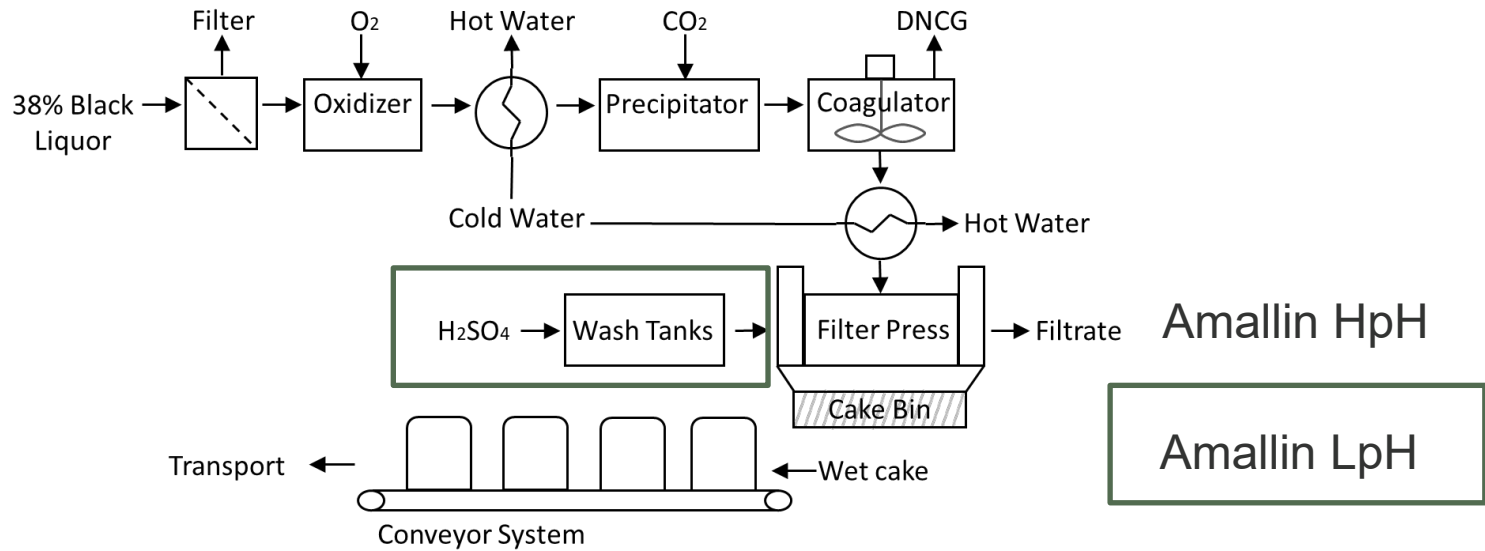 Filter
O2
Hot Water
CO2
DNCG
38% Black
Liquor
Oxidizer
Precipitator
Coagulator
Cold Water
Hot Water
H2SO4
Wash Tanks
Filter Press
Filtrate
Amallin HpH
Cake Bin
Amallin LpH
Transport
Wet cake
Conveyor System